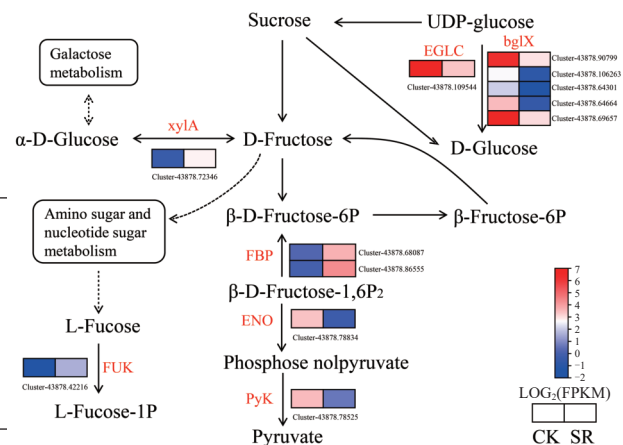 Sucrose
UDP-glucose
EGLC
bglX
Cluster-43878.90799
Cluster-43878.106263
Cluster-43878.64301
Cluster-43878.64664
Cluster-43878.69657
Cluster-43878.109544
Galactose
metabolism
α-D-Glucose
xylA
D-Fructose
D-Glucose
Cluster-43878.72346
Amino sugar and
nucleotide sugar
metabolism
β-D-Fructose-6P
β-Fructose-6P
FBP
Cluster-43878.68087
Cluster-43878.86555
β-D-Fructose-1,6P2
L-Fucose
ENO
Cluster-43878.78834
Phosphose nolpyruvate
FUK
Cluster-43878.42216
L-Fucose-1P
PyK
Cluster-43878.78525
Pyruvate
7
6
5
4
3
2
1
0
−1
−2
LOG2(FPKM)
CK SR